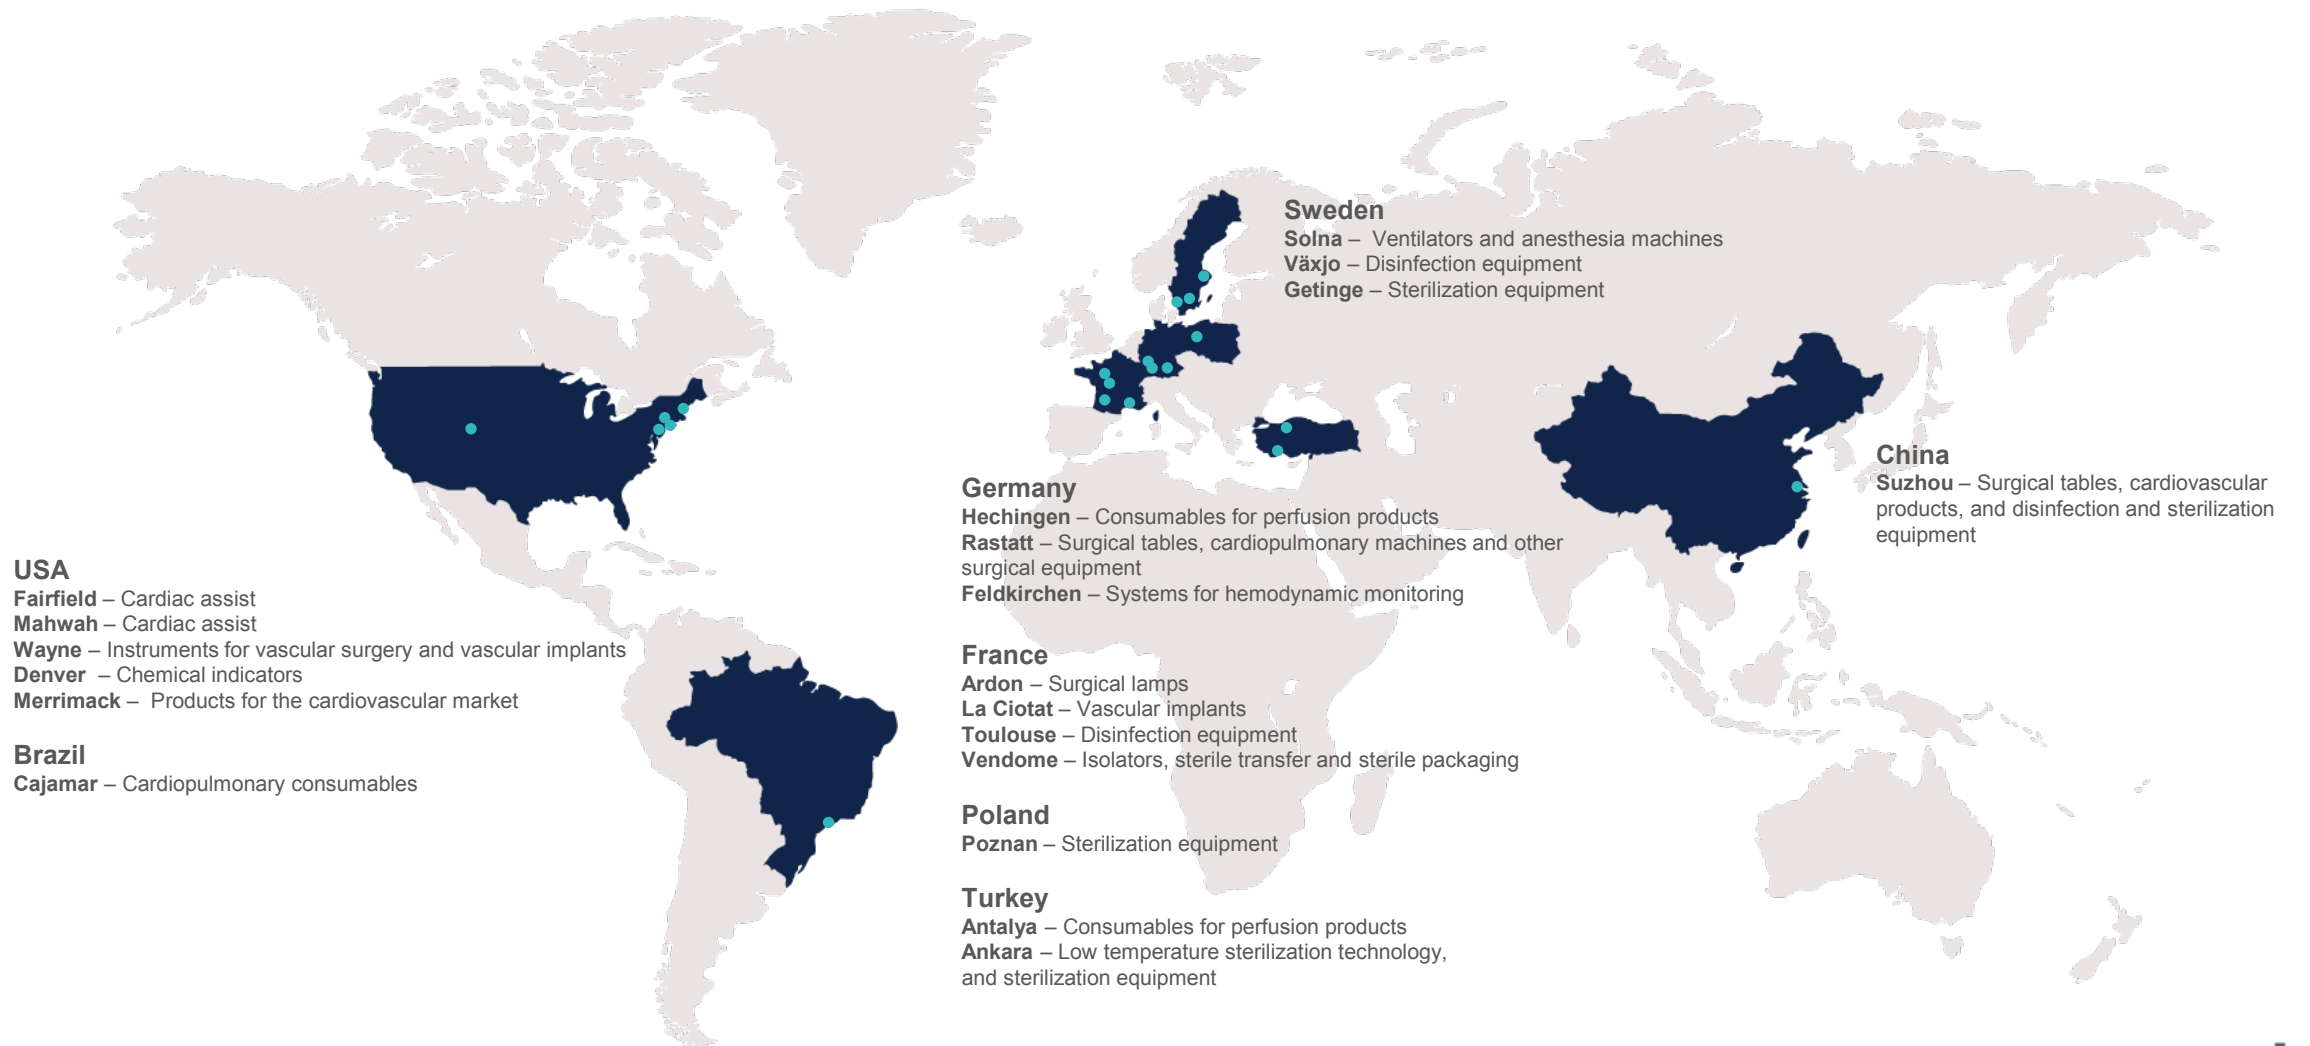 USA
Fairfield – Cardiac assist
Mahwah – Cardiac assist
Wayne – Instruments for vascular surgery and vascular implants
Denver – Chemical indicators
Merrimack – Products for the cardiovascular market
Brazil
Cajamar – Cardiopulmonary consumables
Sweden
Solna – Ventilators and anesthesia machines
Växjo – Disinfection equipment
Getinge – Sterilization equipment
Germany
Hechingen – Consumables for perfusion products
Rastatt – Surgical tables, cardiopulmonary machines and other
surgical equipment
Feldkirchen – Systems for hemodynamic monitoring
France
Ardon – Surgical lamps
La Ciotat – Vascular implants
Toulouse – Disinfection equipment
Vendome – Isolators, sterile transfer and sterile packaging
Poland
Poznan – Sterilization equipment
Turkey
Antalya – Consumables for perfusion products
Ankara – Low temperature sterilization technology,
and sterilization equipment
China
Suzhou – Surgical tables, cardiovascular
products, and disinfection and sterilization
equipment